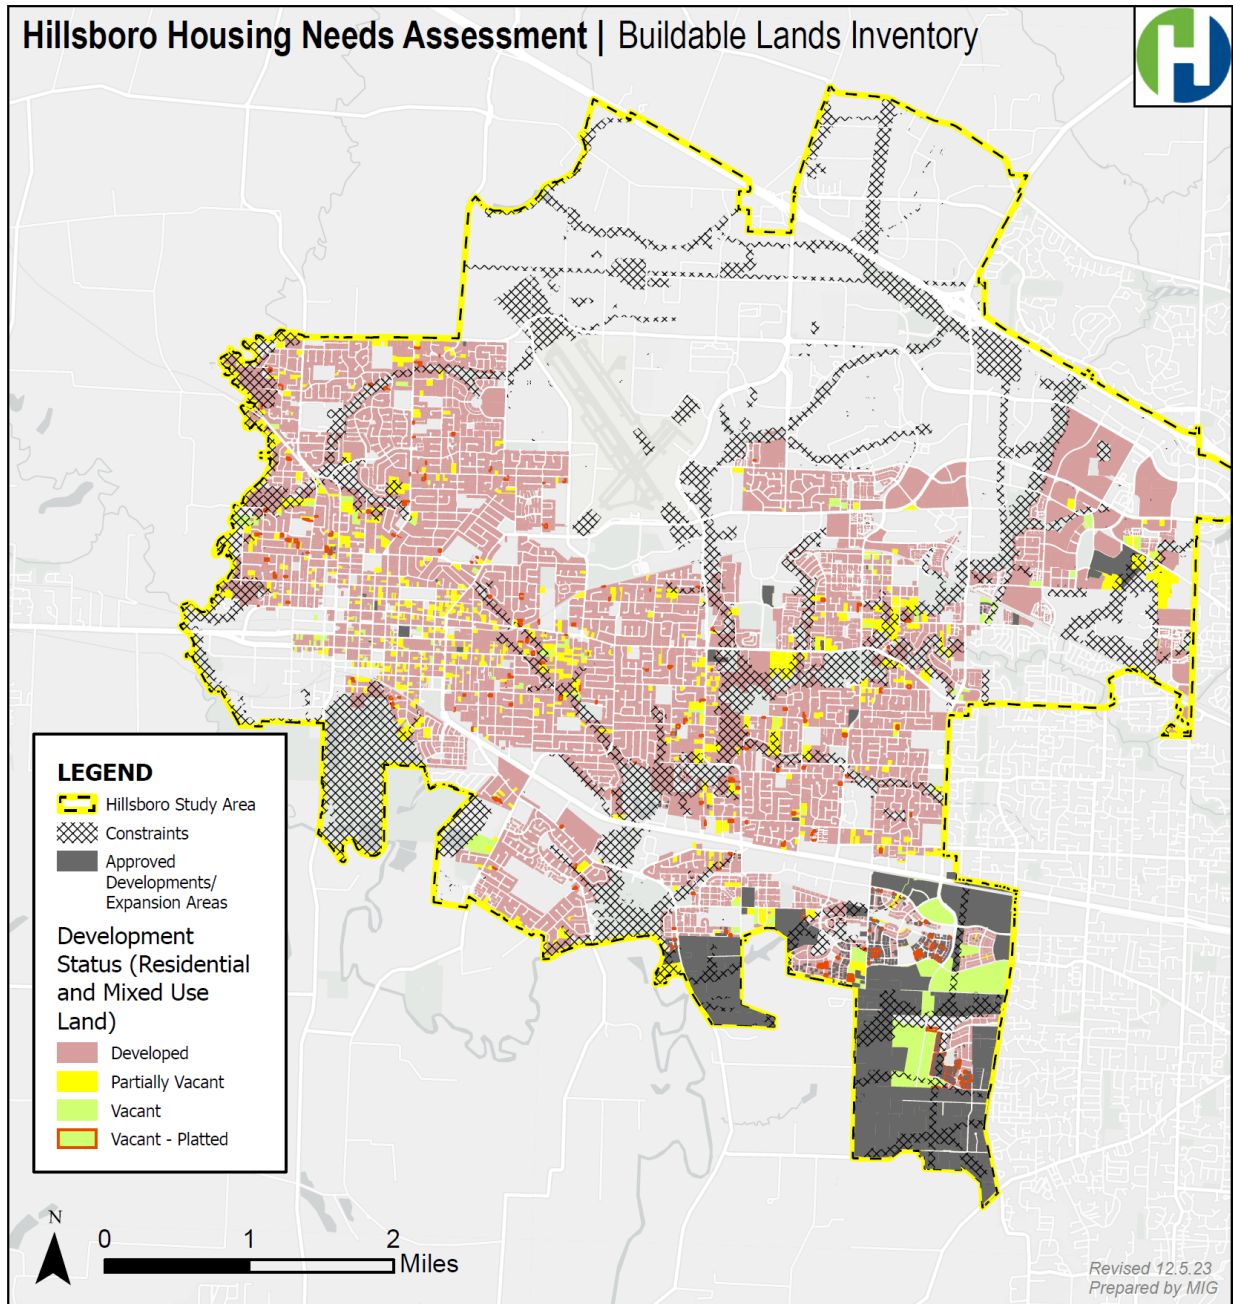 Hillsboro Housing Needs Assessment | Buildable Lands Inventory
H
LEGEND
Hillsboro Study Area
Constraints
Approved
Developments/
Expansion Areas
Development
Status (Residential
and Mixed Use
Land)
Developed
Partially Vacant
Vacant
Vacant - Platted
N
0 1 2
Miles
Revised 12.5.23
Prepared by MIG